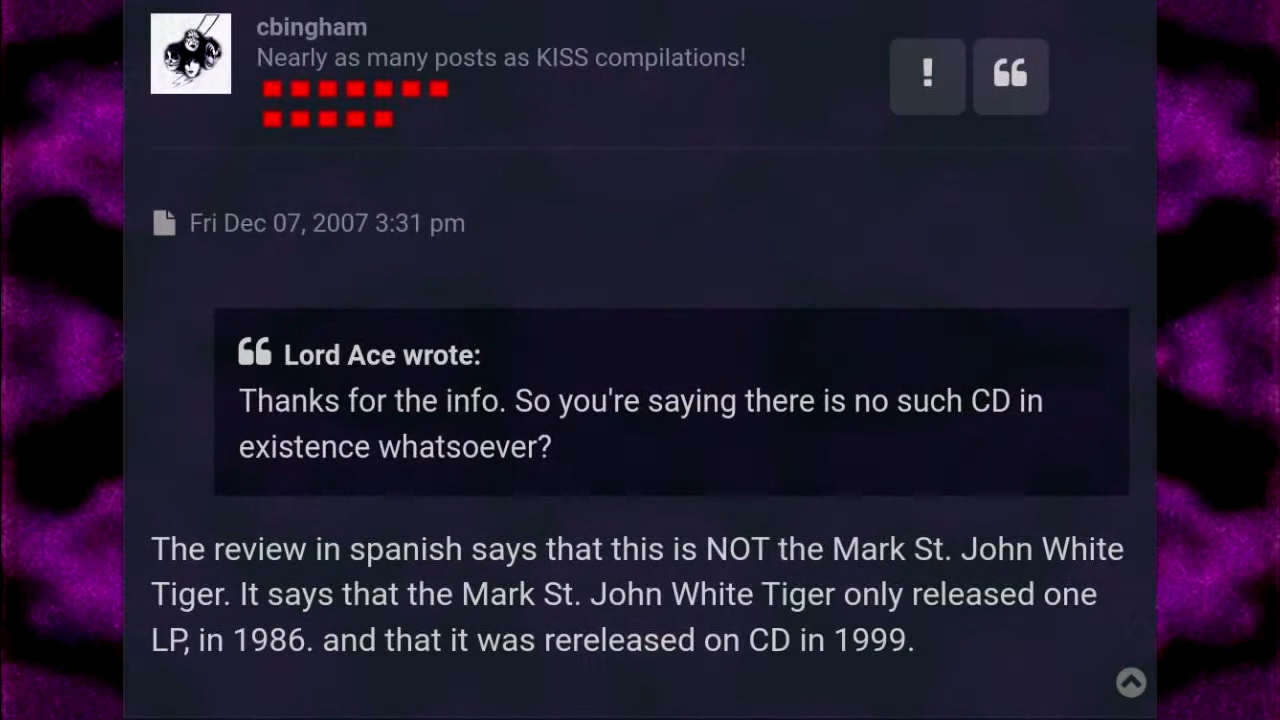 cbingham
Nearly as many posts as KISS compilations!
Fri Dec 07, 2007 3:31 pm
Lord Ace wrote:
Thanks for the info. So you're saying there is no such CD in
existence whatsoever?
The review in spanish says that this is NOT the Mark St. John White
Tiger. It says that the Mark St. John White Tiger only released one
LP, in 1986. and that it was rereleased on CD in 1999.